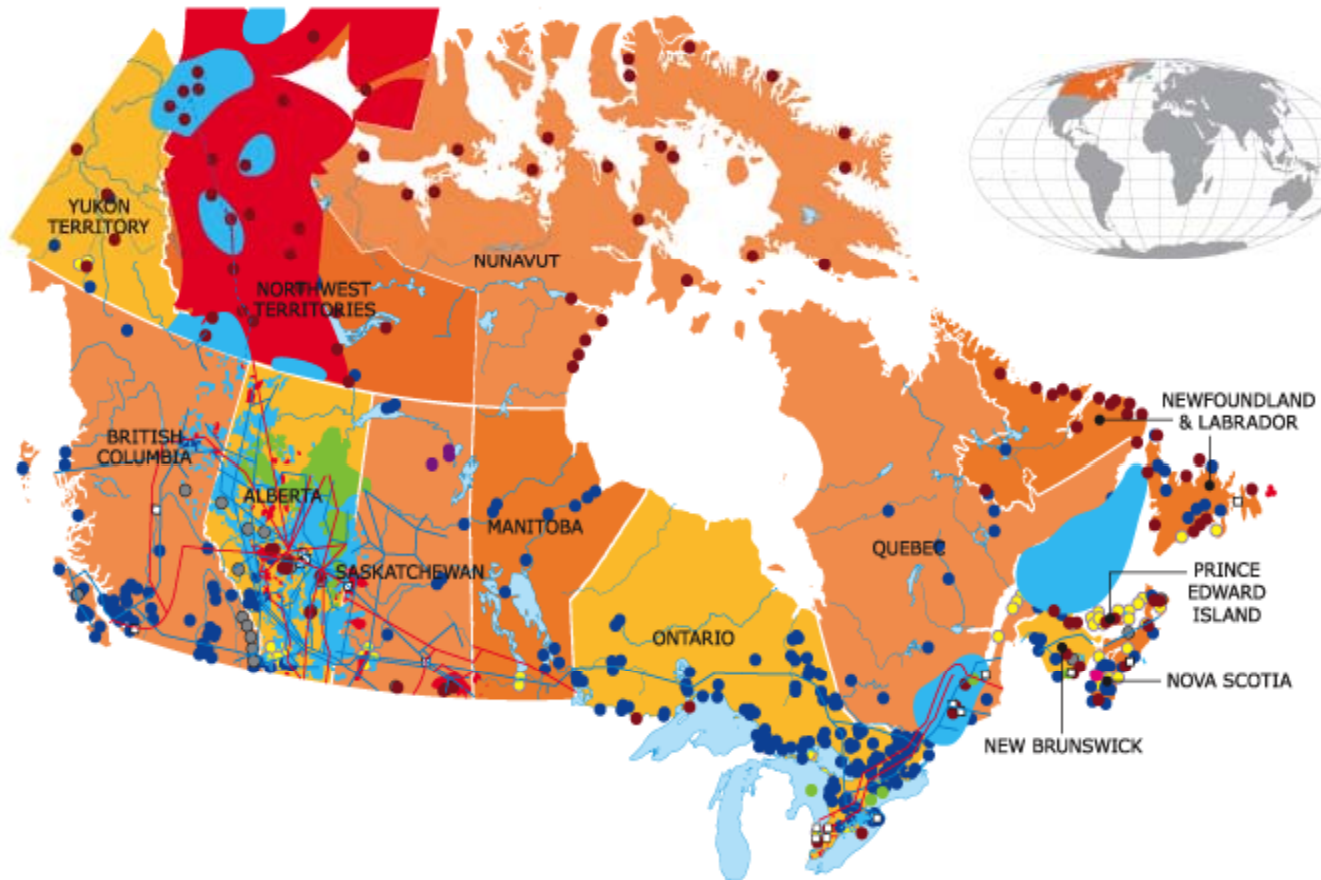 YUKON
TERRITORY
NORTHWEST
TERRITORIES
NUNAVUT
BRITISH
COLUMBIA
ALBERTA
SASKATCHEWAN
MANITOBA
ONTARIO
QUEBEC
NEWFOUNDLAND
& LABRADOR
PRINCE
EDWARD
ISLAND
NOVA SCOTIA
NEW BRUNSWICK